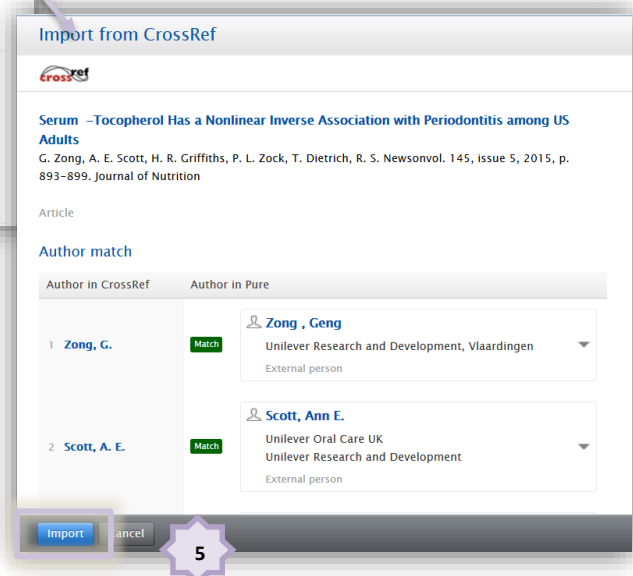 Import from CrossRef
crossref
Serum –Tocopherol Has a Nonlinear Inverse Association with Periodontitis among US
Adults
G. Zong, A. E. Scott, H. R. Griffiths, P. L. Zock, T. Dietrich, R. S. Newsonvol. 145, issue 5, 2015, p.
893-899. Journal of Nutrition
Article
Author match
Author in CrossRef Author in Pure
1 Zong, G. Match Zong , Geng
Unilever Research and Development, Vlaardingen
External person
2 Scott, A. E. Match Scott, Ann E.
Unilever Oral Care UK
Unilever Research and Development
External person
Import Cancel
5